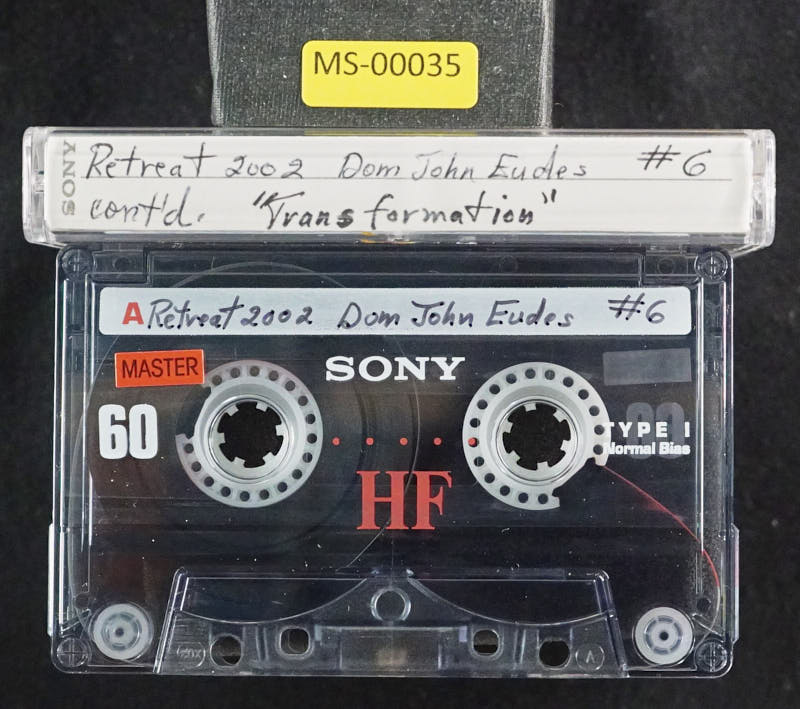 MS-00035
SONY
Retreat 2002 Dom John Eudes #6
cont'd. "Transformation"
A Retreat 2002 Dom John Eudes #6
MASTER
SONY
60
TYPE I
Normal Bias
HF